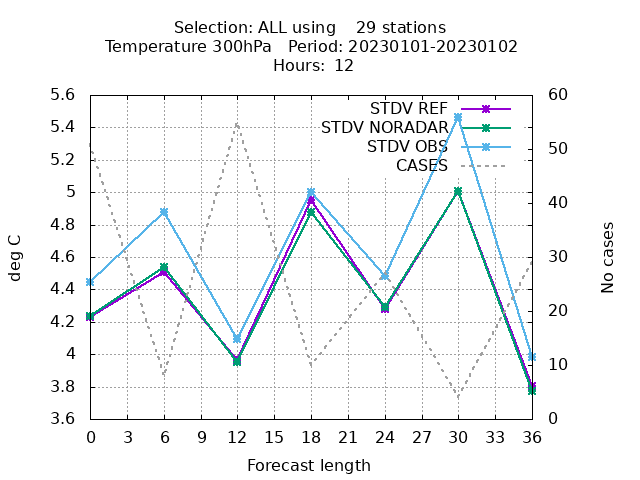 Selection: ALL using    29 stations
Temperature 300hPa   Period: 20230101-20230102
Hours:  12
5.6
5.4
5.2
5
4.8
4.6
4.4
4.2
4
3.8
3.6
deg C
STDV REF
STDV NORADAR
STDV OBS
CASES
60
50
40
30
20
10
0
No cases
0 3 6 9 12 15 18 21 24 27 30 33 36
Forecast length